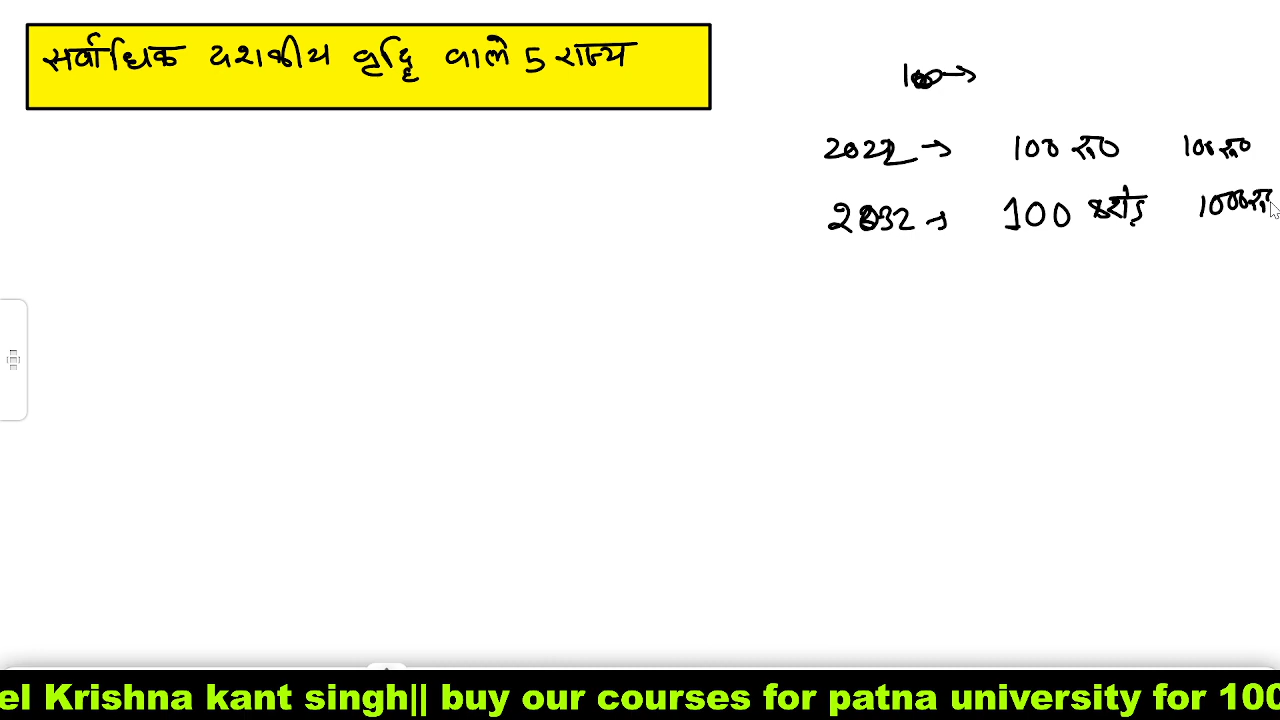 सर्वाधिक दशकीय वृद्धि वाले 5 राज्य
2022 → 100 रू0 100 रू0
2032 → 100 करोड़ 1000 रू
el Krishna kant singh|| buy our courses for patna university for 100